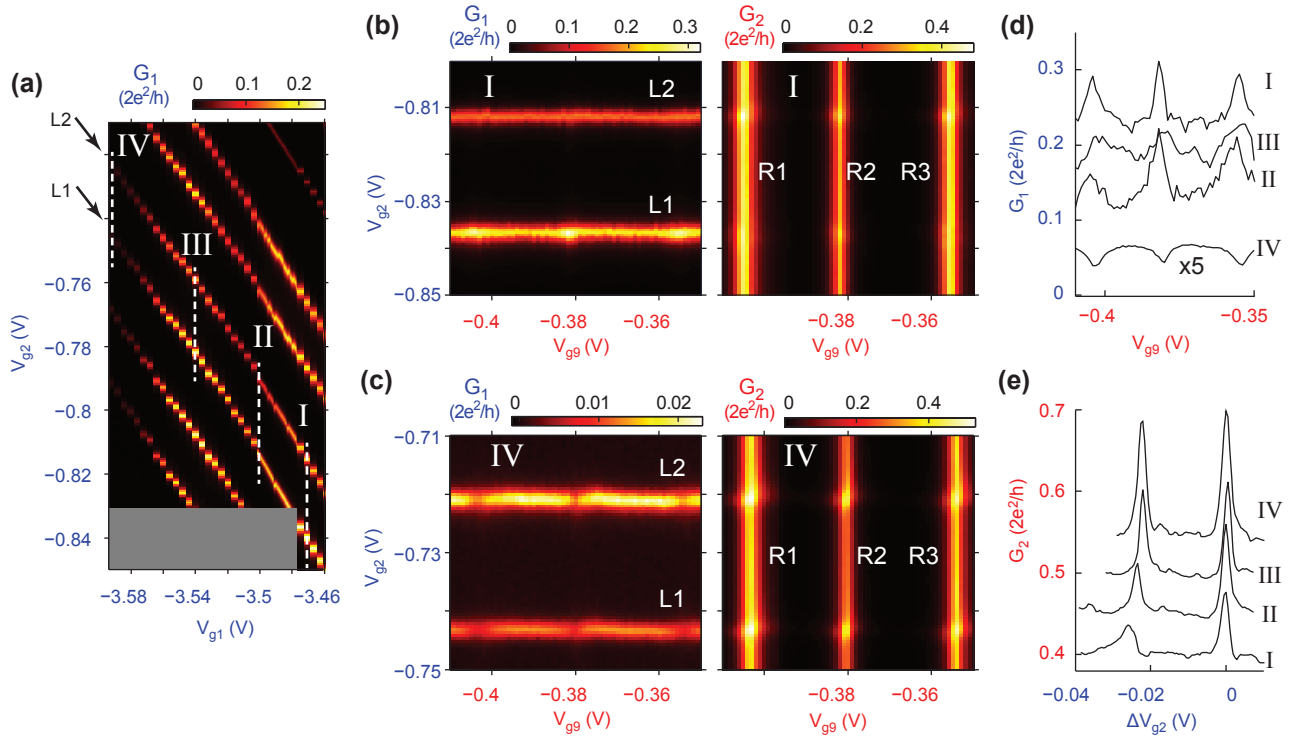 (a)
G1
(2e²/h)
0 0.1 0.2
L2
L1
IV
III
II
I
−0.76
−0.78
−0.8
−0.82
−0.84
Vg2 (V)
−3.58 −3.54 −3.5 −3.46
Vg1 (V)
(b)
G1
(2e²/h)
0 0.1 0.2 0.3
I
L2
L1
−0.81
−0.83
−0.85
Vg2 (V)
−0.4 −0.38 −0.36
Vg9 (V)
G2
(2e²/h)
0 0.2 0.4
I
R1 R2 R3
−0.38 −0.36
Vg9 (V)
(c)
G1
(2e²/h)
0 0.01 0.02
IV
L2
L1
−0.71
−0.73
−0.75
Vg2 (V)
−0.4 −0.38 −0.36
Vg9 (V)
G2
(2e²/h)
0 0.2 0.4
IV
R1 R2 R3
−0.38 −0.36
Vg9 (V)
(d)
0.3
0.2
0.1
0
G1 (2e²/h)
I
III
II
IV
x5
−0.4 −0.35
Vg9 (V)
(e)
0.7
0.6
0.5
0.4
G2 (2e²/h)
IV
III
II
I
−0.04 −0.02 0
ΔVg2 (V)